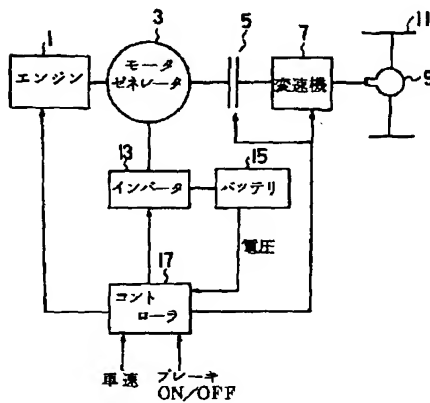 1
3
5
7
11
エンジン
モータ
ゼネレータ
変速機
9
13
15
インバータ
バッテリ
電圧
17
コント
ローラ
車速
ブレーキ
ON/OFF